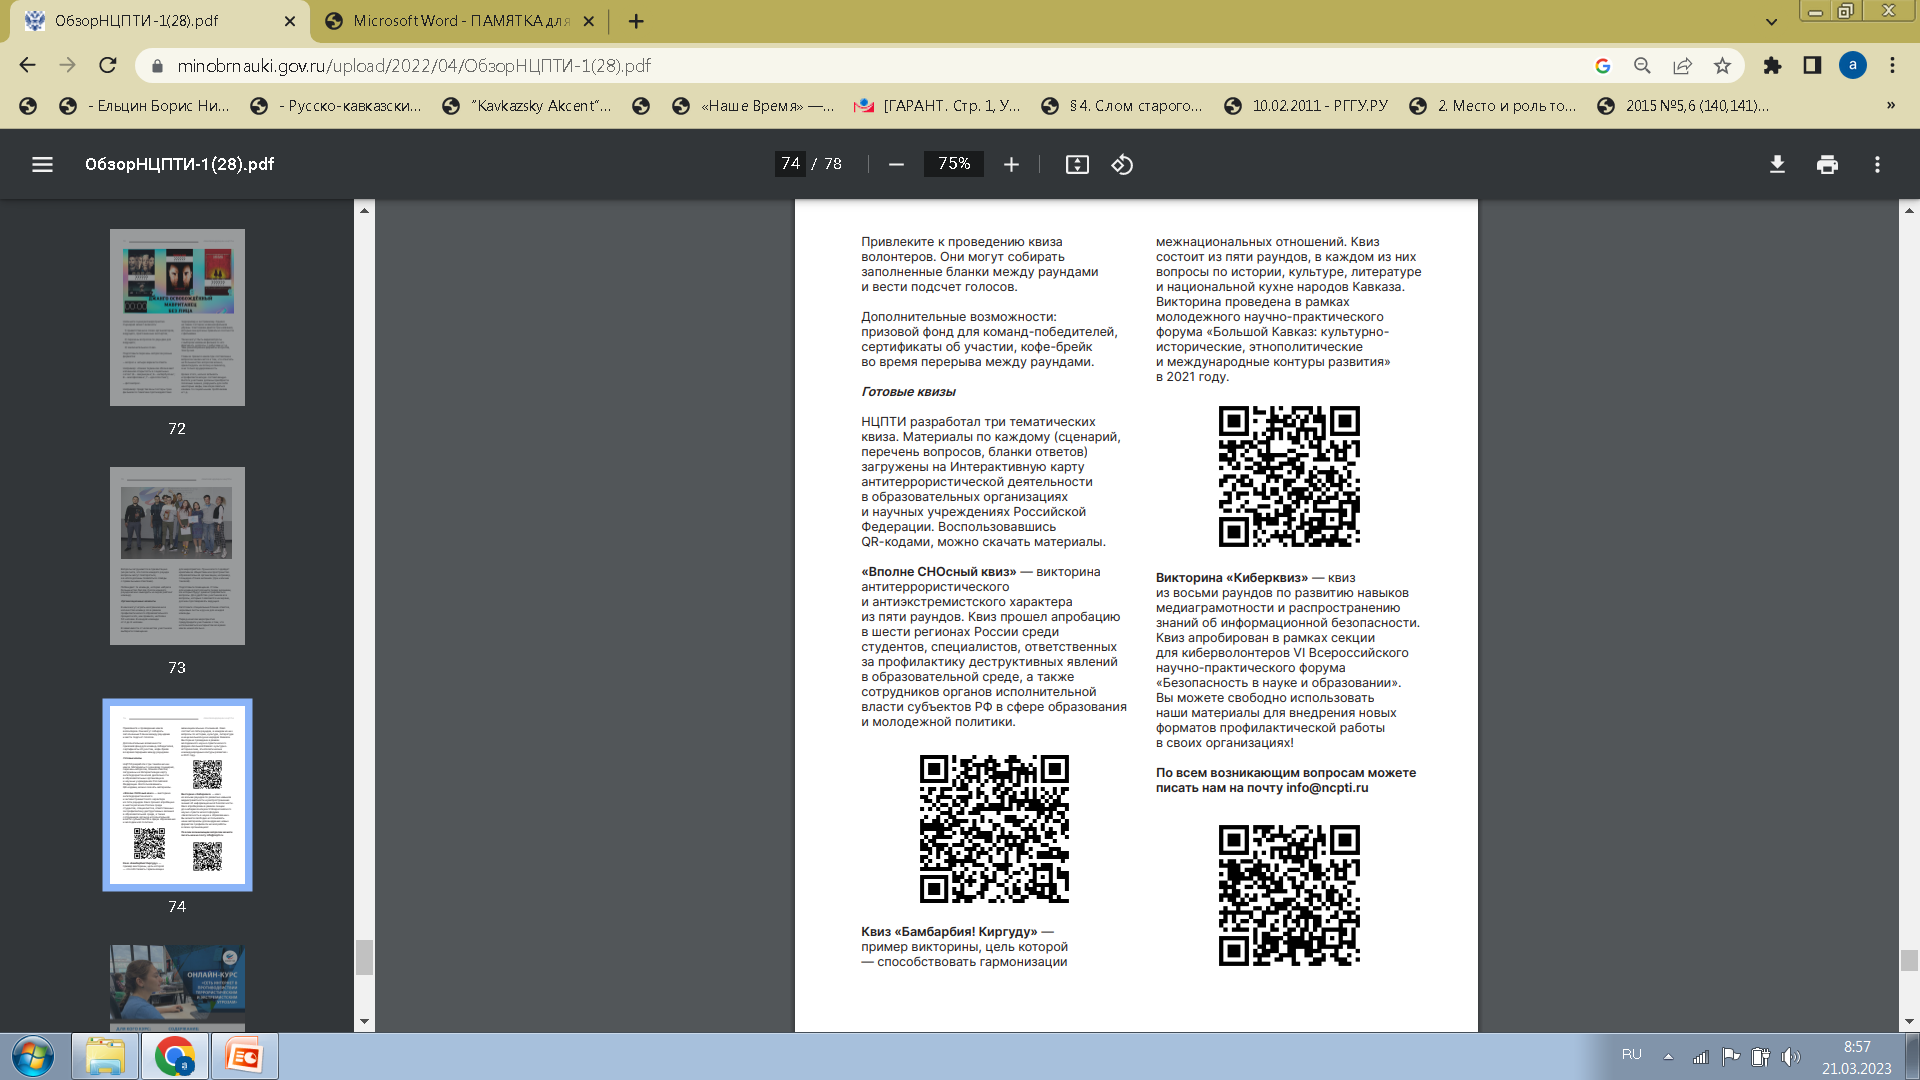 ОбзорНЦПТИ-1(28).pdf
Microsoft Word - ПАМЯТКА для
minobrnauki.gov.ru/upload/2022/04/ОбзорНЦПТИ-1(28).pdf
a
- Ельцин Борис Ни...
- Русско-кавказски...
"Kavkazsky Akcent"...
«Наше Время» —...
[ГАРАНТ. Стр. 1, У...
§ 4. Слом старого...
10.02.2011 - РГГУ.РУ
2. Место и роль то...
2015 №5,6 (140,141)...
»
ОбзорНЦПТИ-1(28).pdf
74 / 78
75%
72
73
74
ОНЛАЙН-КУРС
Привлеките к проведению квиза
волонтеров. Они могут собирать
заполненные бланки между раундами
и вести подсчет голосов.
Дополнительные возможности:
призовой фонд для команд-победителей,
сертификаты об участии, кофе-брейк
во время перерыва между раундами.
Готовые квизы
НЦПТИ разработал три тематических
квиза. Материалы по каждому (сценарий,
перечень вопросов, бланки ответов)
загружены на Интерактивную карту
антитеррористической деятельности
в образовательных организациях
и научных учреждениях Российской
Федерации. Воспользовавшись
QR-кодами, можно скачать материалы.
«Вполне СНОсный квиз» — викторина
антитеррористического
и антиэкстремистского характера
из пяти раундов. Квиз прошел апробацию
в шести регионах России среди
студентов, специалистов, ответственных
за профилактику деструктивных явлений
в образовательной среде, а также
сотрудников органов исполнительной
власти субъектов РФ в сфере образования
и молодежной политики.
Квиз «Бамбарбия! Киргуду» —
пример викторины, цель которой
— способствовать гармонизации
межнациональных отношений. Квиз
состоит из пяти раундов, в каждом из них
вопросы по истории, культуре, литературе
и национальной кухне народов Кавказа.
Викторина проведена в рамках
молодежного научно-практического
форума «Большой Кавказ: культурно-
исторические, этнополитические
и международные контуры развития»
в 2021 году.
Викторина «Киберквиз» — квиз
из восьми раундов по развитию навыков
медиаграмотности и распространению
знаний об информационной безопасности.
Квиз апробирован в рамках секции
для киберволонтеров VI Всероссийского
научно-практического форума
«Безопасность в науке и образовании».
Вы можете свободно использовать
наши материалы для внедрения новых
форматов профилактической работы
в своих организациях!
По всем возникающим вопросам можете
писать нам на почту info@ncpti.ru
RU
8:57
21.03.2023